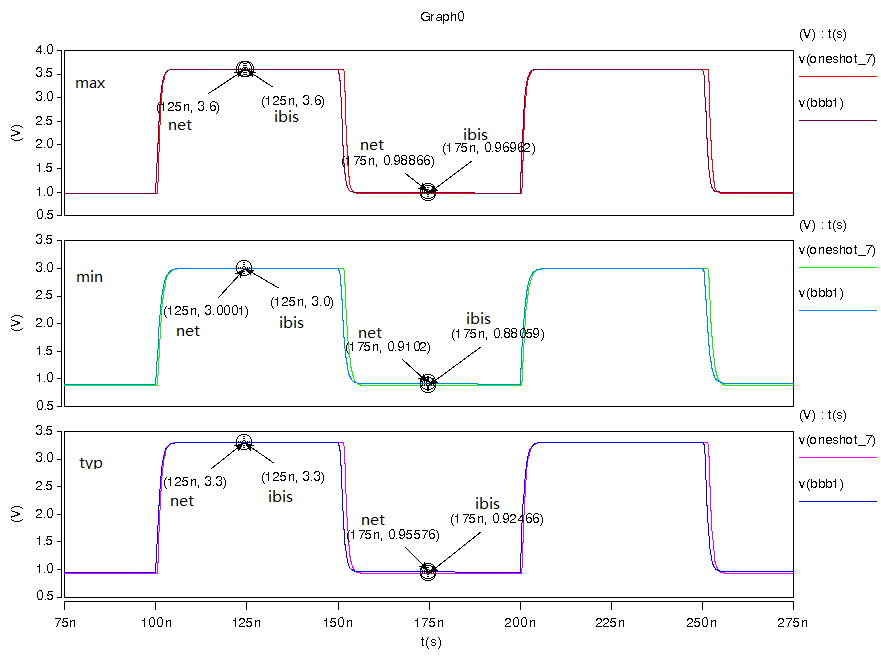 Graph0
(V) : t(s)
v(oneshot_7)
v(bbb1)
(V)
4.0
3.5
3.0
2.5
2.0
1.5
1.0
0.5
max
(125n, 3.6)
net
(125n, 3.6)
ibis
net
(175n, 0.98866)
ibis
(175n, 0.96962)
(V) : t(s)
v(oneshot_7)
v(bbb1)
(V)
3.5
3.0
2.5
2.0
1.5
1.0
0.5
min
(125n, 3.0001)
net
(125n, 3.0)
ibis
net
(175n, 0.9102)
ibis
(175n, 0.88059)
(V) : t(s)
v(oneshot_7)
v(bbb1)
(V)
3.5
3.0
2.5
2.0
1.5
1.0
0.5
typ
(125n, 3.3)
net
(125n, 3.3)
ibis
net
(175n, 0.95576)
ibis
(175n, 0.92466)
75n 100n 125n 150n 175n 200n 225n 250n 275n
t(s)